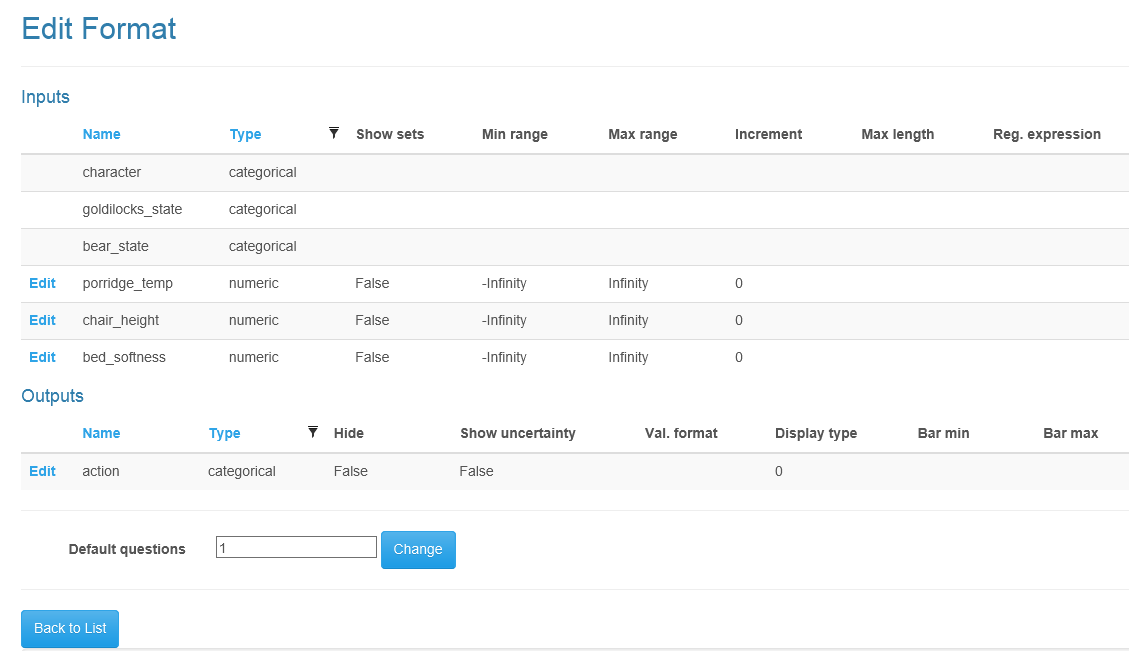 Edit Format
Inputs
Name Type Show sets Min range Max range Increment Max length Reg. expression
character categorical
goldilocks_state categorical
bear_state categorical
Edit porridge_temp numeric False -Infinity Infinity 0
Edit chair_height numeric False -Infinity Infinity 0
Edit bed_softness numeric False -Infinity Infinity 0
Outputs
Name Type Hide Show uncertainty Val. format Display type Bar min Bar max
Edit action categorical False False 0
Default questions 1 Change
Back to List